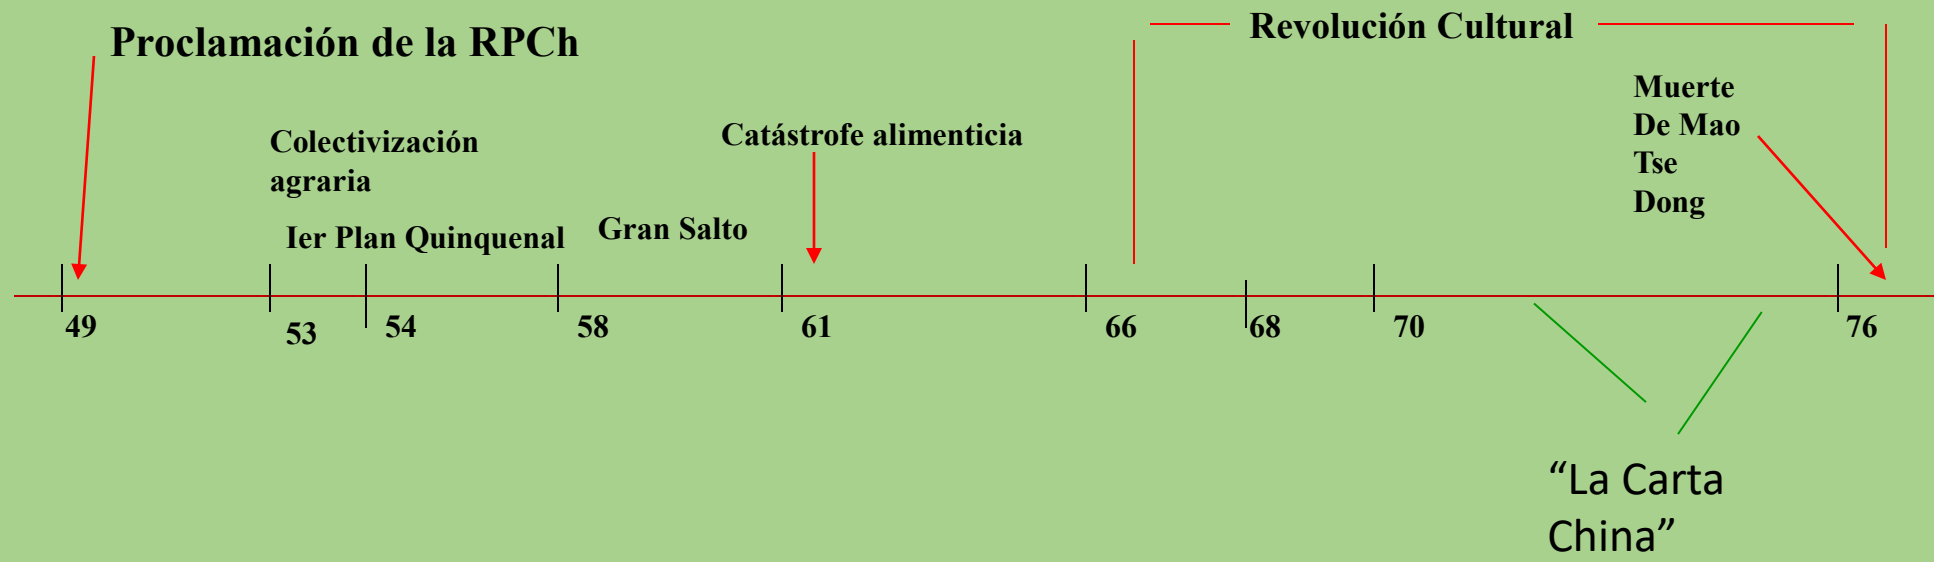 Proclamación de la RPCh
Revolución Cultural
Muerte
De Mao
Tse
Dong
Colectivización
agraria
Catástrofe alimenticia
Ier Plan Quinquenal
Gran Salto
49
53
54
58
61
66
68
70
76
“La Carta
China”